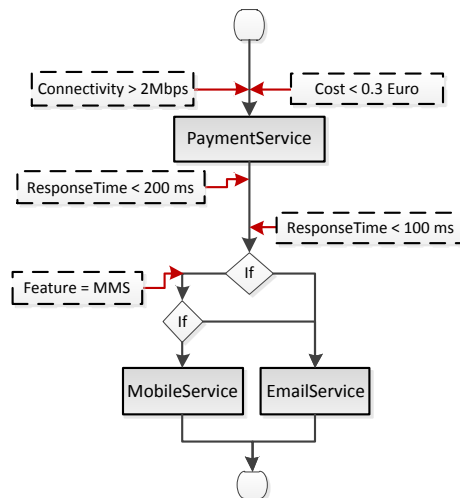 Connectivity > 2Mbps
Cost < 0.3 Euro
PaymentService
ResponseTime < 200 ms
ResponseTime < 100 ms
If
Feature = MMS
If
MobileService
EmailService